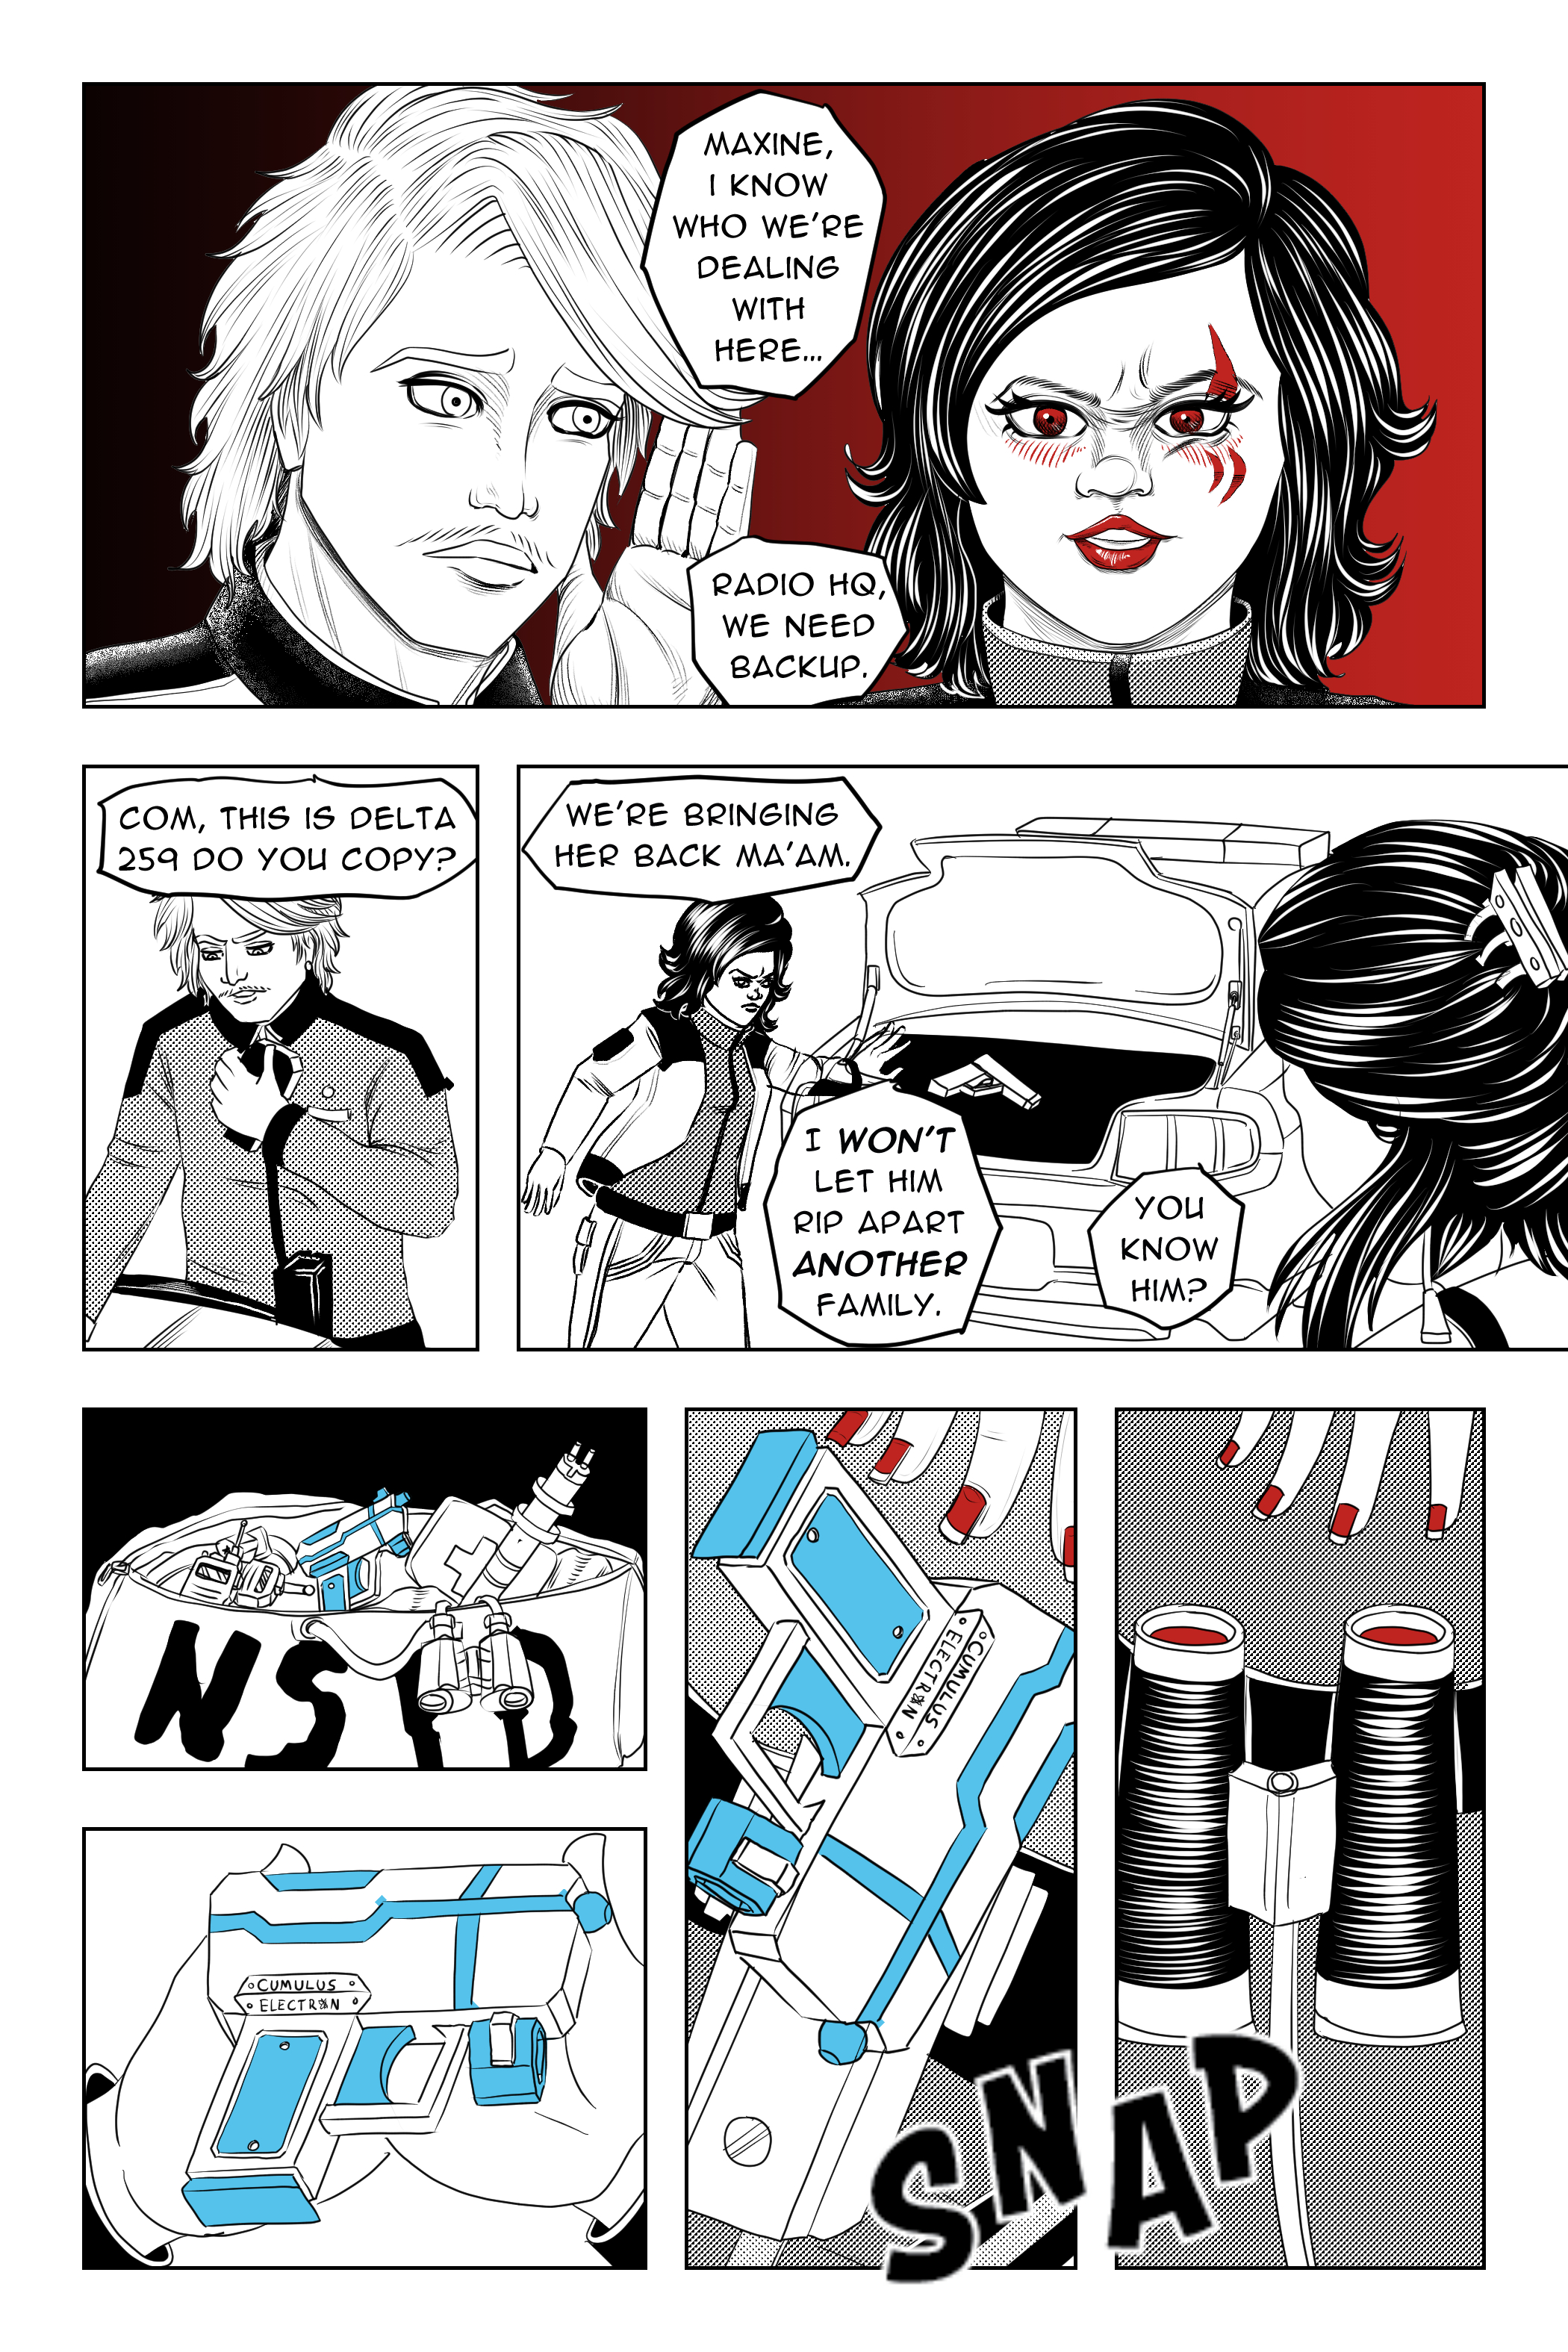 MAXINE,
I KNOW
WHO WE'RE
DEALING
WITH
HERE...
RADIO HQ,
WE NEED
BACKUP.
COM, THIS IS DELTA
259 DO YOU COPY?
WE'RE BRINGING
HER BACK MA'AM.
I WON'T
LET HIM
RIP APART
ANOTHER
FAMILY.
YOU
KNOW
HIM?
CUMULUS
ELECTRON
CUMULUS
ELECTRON
SNAP